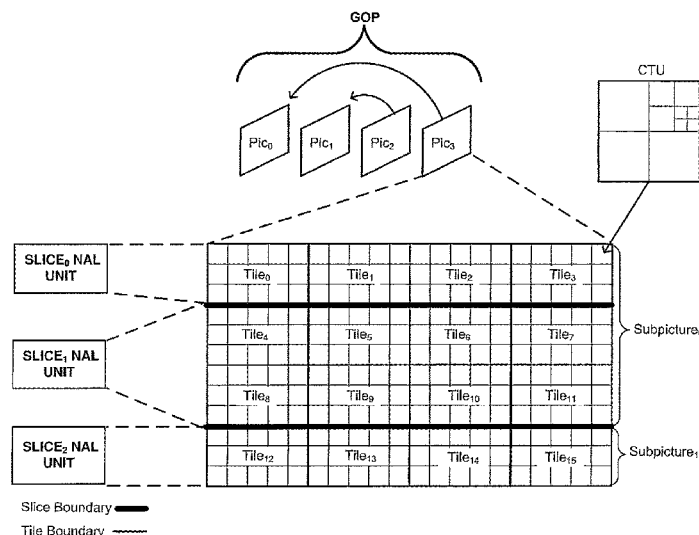 GOP
CTU
Pic₀ Pic₁ Pic₂ Pic₃
SLICE₀ NAL
UNIT
Tile₀ Tile₁ Tile₂ Tile₃
SLICE₁ NAL
UNIT
Tile₄ Tile₅ Tile₆ Tile₇
Tile₈ Tile₉ Tile₁₀ Tile₁₁
SLICE₂ NAL
UNIT
Tile₁₂ Tile₁₃ Tile₁₄ Tile₁₅
Subpicture₁
Slice Boundary
Tile Boundary